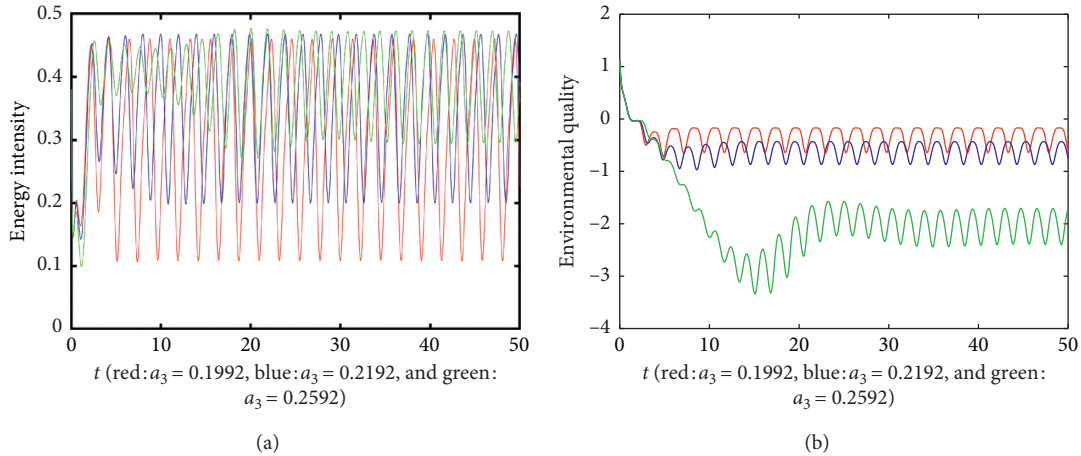 0.5
0.4
0.3
0.2
0.1
0
Energy intensity
0 10 20 30 40 50
t (red: a3 = 0.1992, blue: a3 = 0.2192, and green:
a3 = 0.2592)
(a)
2
1
0
−1
−2
−3
−4
Environmental quality
0 10 20 30 40 50
t (red: a3 = 0.1992, blue: a3 = 0.2192, and green:
a3 = 0.2592)
(b)